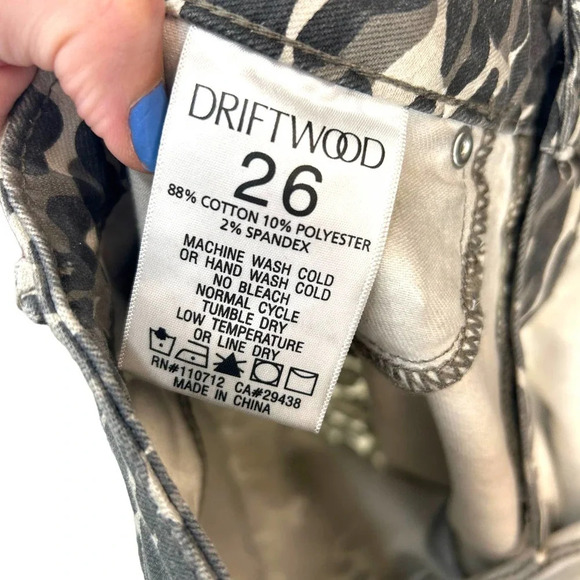 DRIFTWOOD
26
88% COTTON 10% POLYESTER
2% SPANDEX
MACHINE WASH COLD
OR HAND WASH COLD
NO BLEACH
NORMAL CYCLE
TUMBLE DRY
LOW TEMPERATURE
OR LINE DRY
RN#110712 CA#29438
MADE IN CHINA